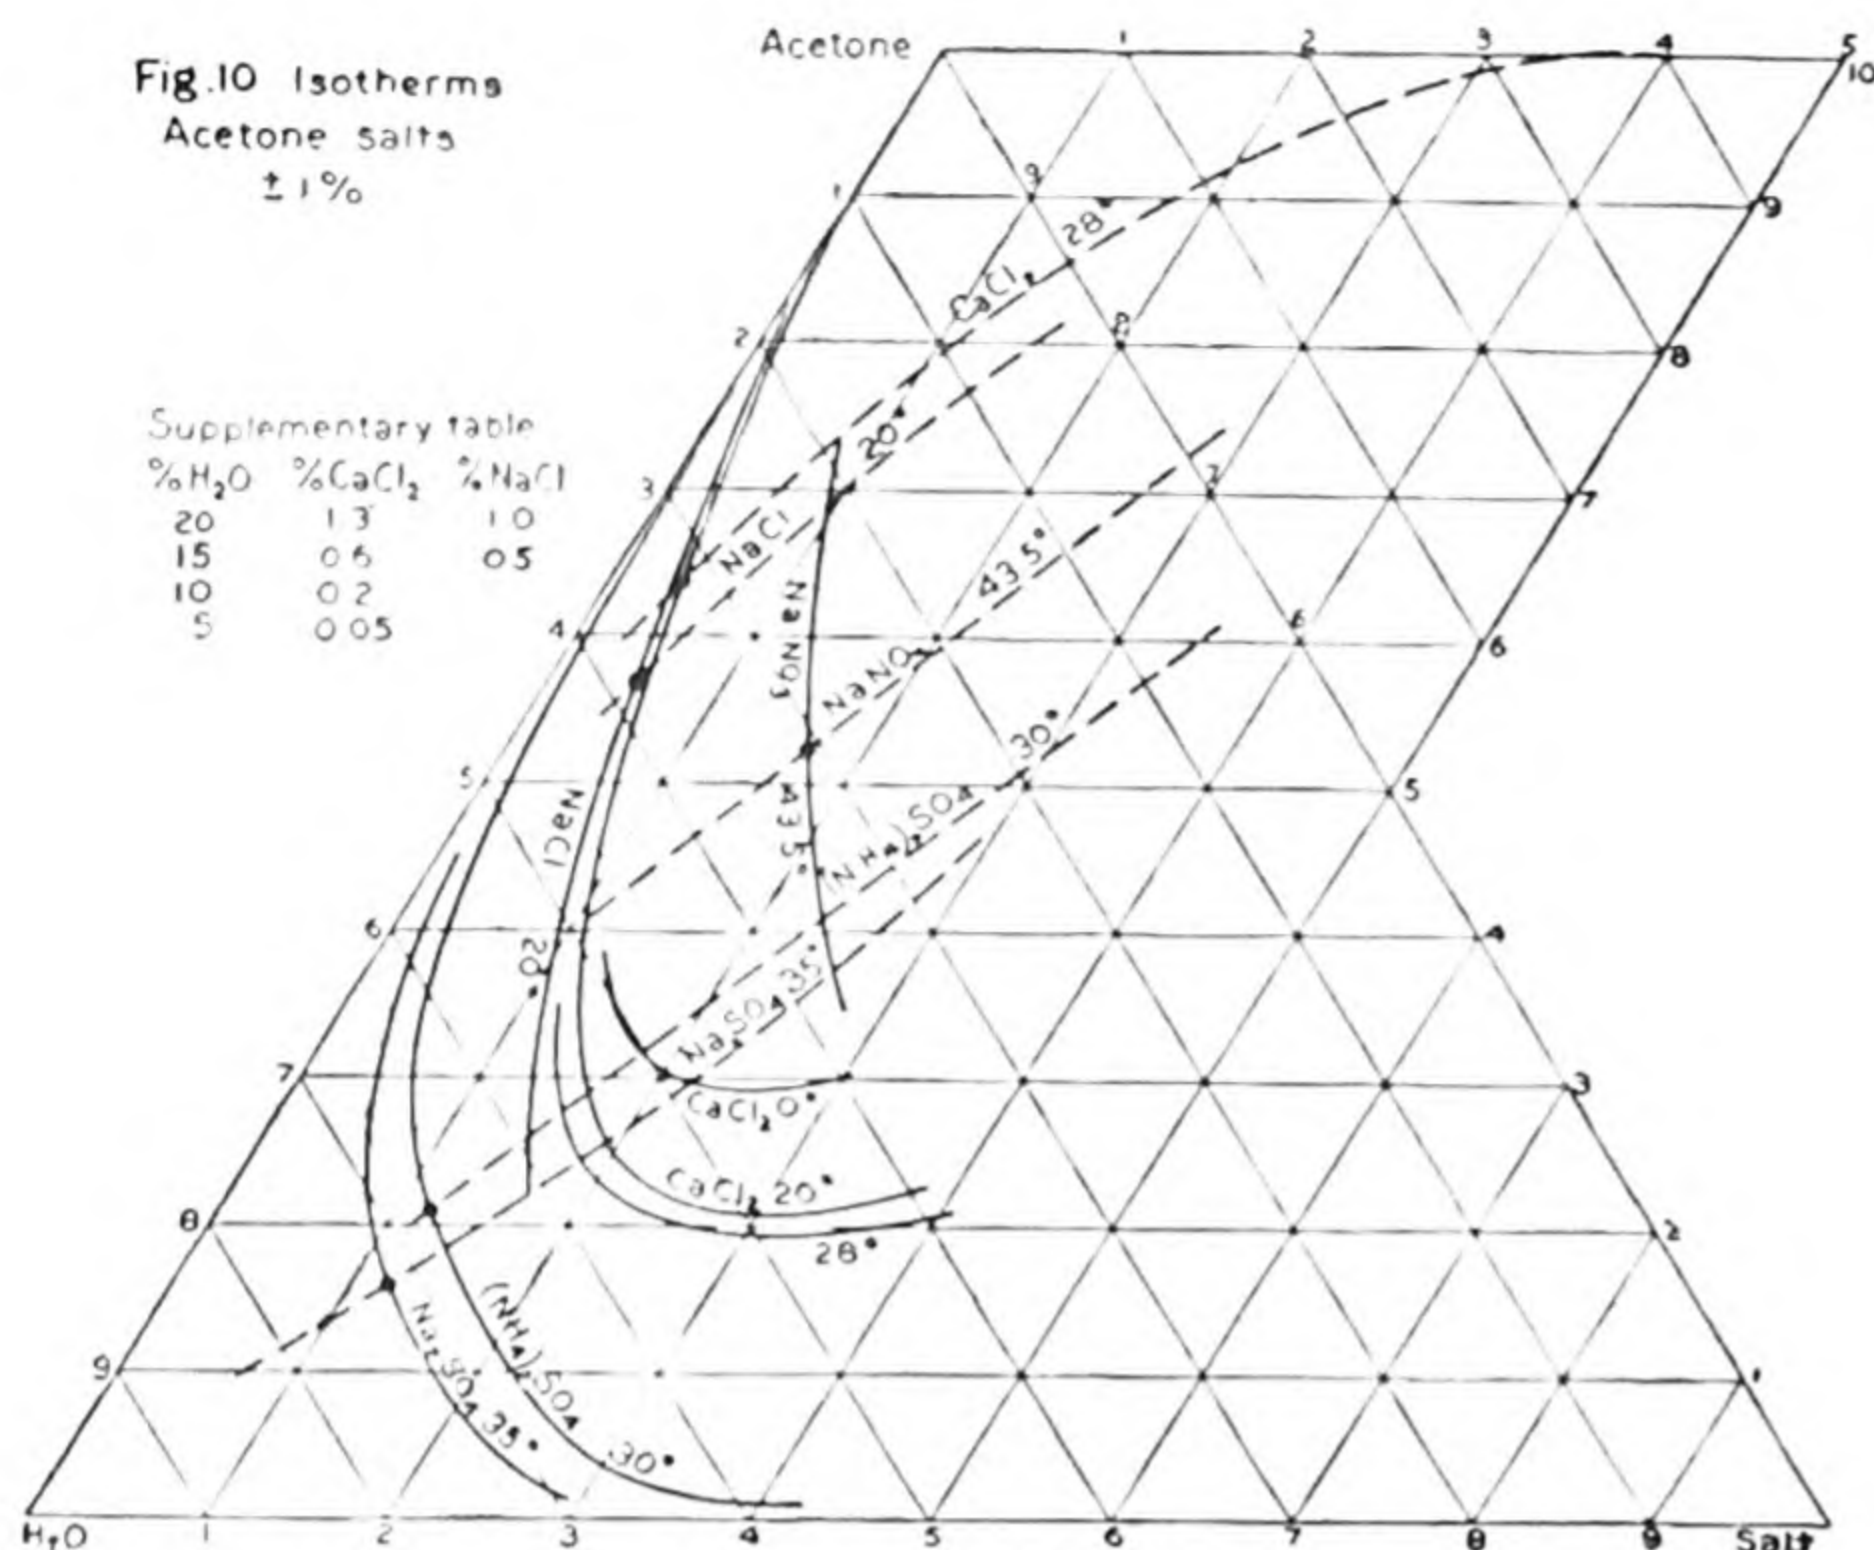 Fig.10 Isotherms
Acetone salts
± 1%
Acetone
1 2 3 4 5
10
1 9 9
28°
CaCl₂
2 8 8
20°
Supplementary table
%H₂O %CaCl₂ %NaCl
20 1.3 1.0
15 0.6 0.5
10 0.2
5 0.05
3 7 7
NaCl
43.5°
NaNO₃
4 6 6
NaNO₃
30°
5 5
NaCl
43.5°
(NH₄)₂SO₄
6 4
20°
Na₂SO₄ 35°
7 3
CaCl₂ 0°
CaCl₂ 20°
8 2
28°
(NH₄)₂SO₄
30°
Na₂SO₄ 35°
9 1
H₂O 1 2 3 4 5 6 7 8 9 Salt